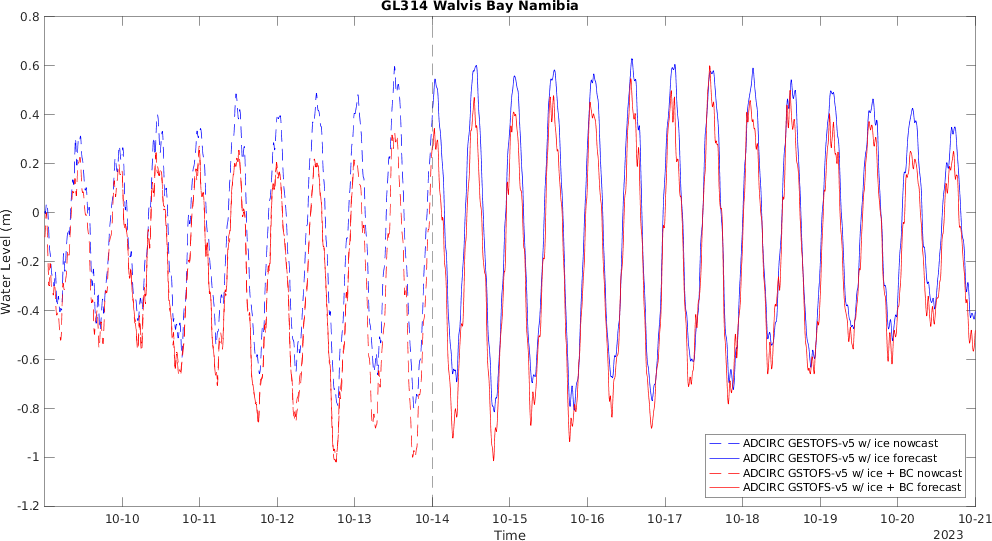 GL314 Walvis Bay Namibia
0.8
0.6
0.4
0.2
0
-0.2
-0.4
-0.6
-0.8
-1
-1.2
Water Level (m)
10-10 10-11 10-12 10-13 10-14 10-15 10-16 10-17 10-18 10-19 10-20 10-21
Time
2023
ADCIRC GESTOFS-v5 w/ ice nowcast
ADCIRC GESTOFS-v5 w/ ice forecast
ADCIRC GSTOFS-v5 w/ ice + BC nowcast
ADCIRC GSTOFS-v5 w/ ice + BC forecast